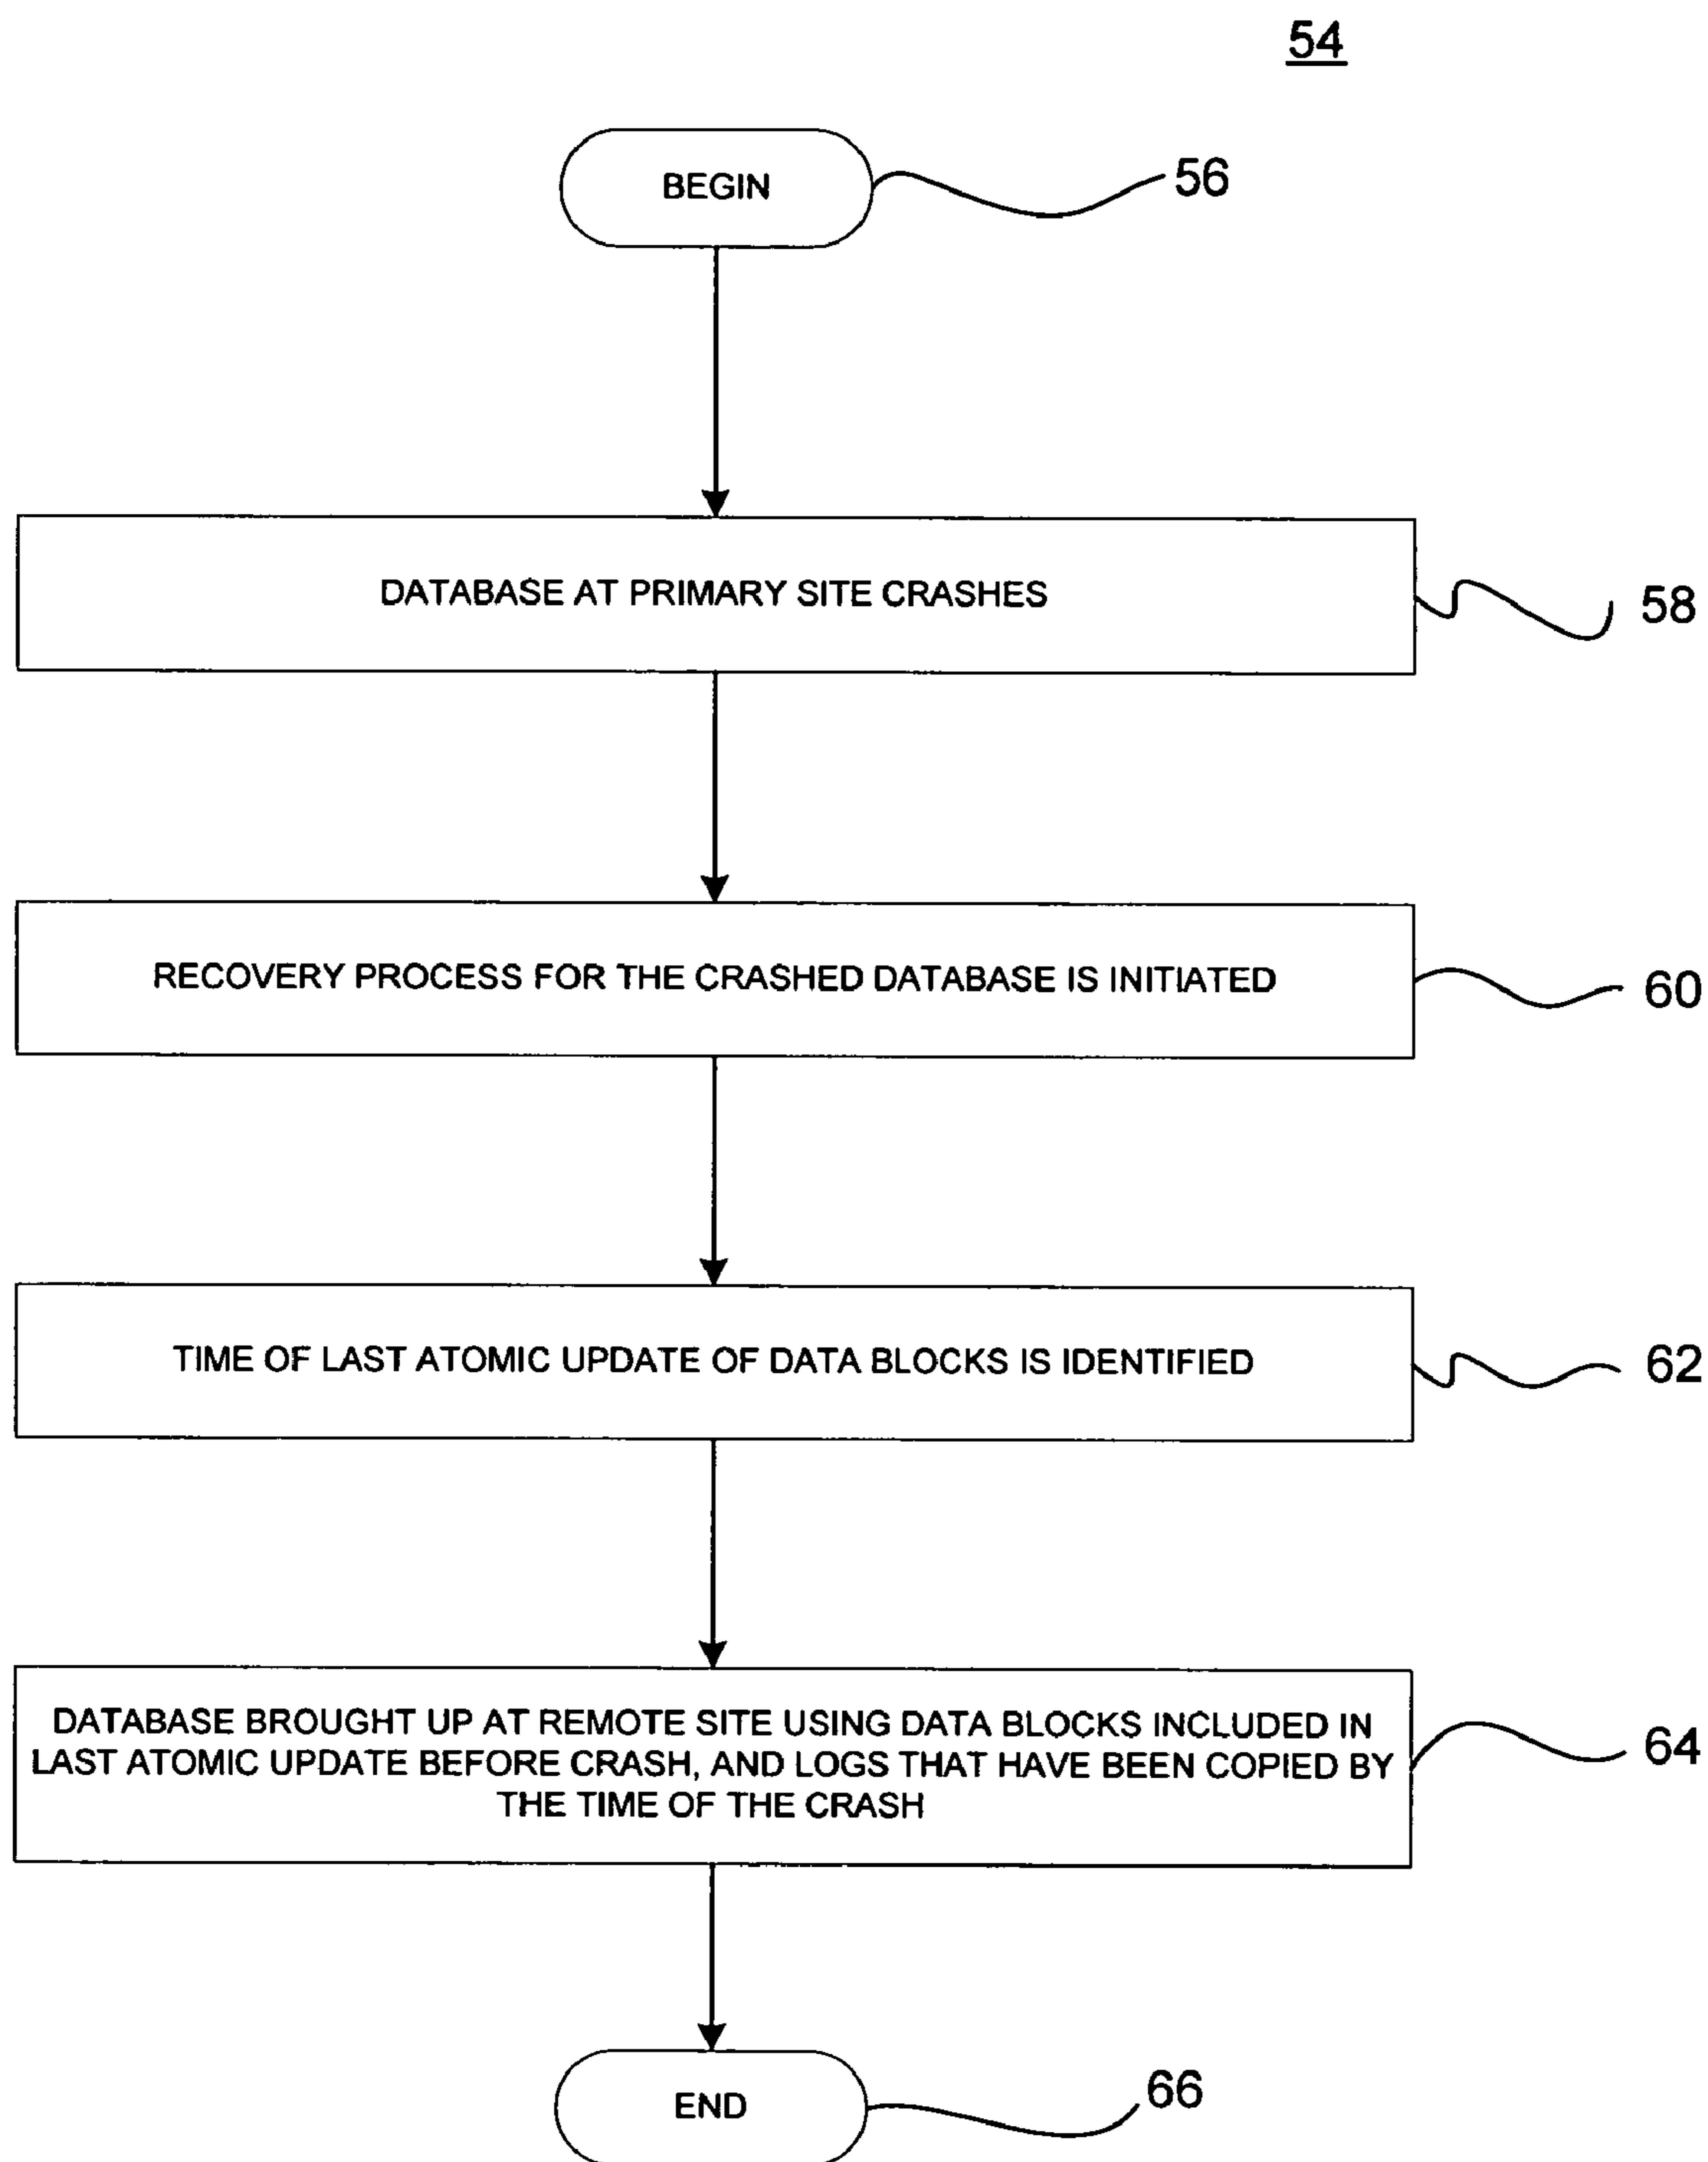 54
BEGIN
56
DATABASE AT PRIMARY SITE CRASHES
58
RECOVERY PROCESS FOR THE CRASHED DATABASE IS INITIATED
60
TIME OF LAST ATOMIC UPDATE OF DATA BLOCKS IS IDENTIFIED
62
DATABASE BROUGHT UP AT REMOTE SITE USING DATA BLOCKS INCLUDED IN
LAST ATOMIC UPDATE BEFORE CRASH, AND LOGS THAT HAVE BEEN COPIED BY
THE TIME OF THE CRASH
64
END
66